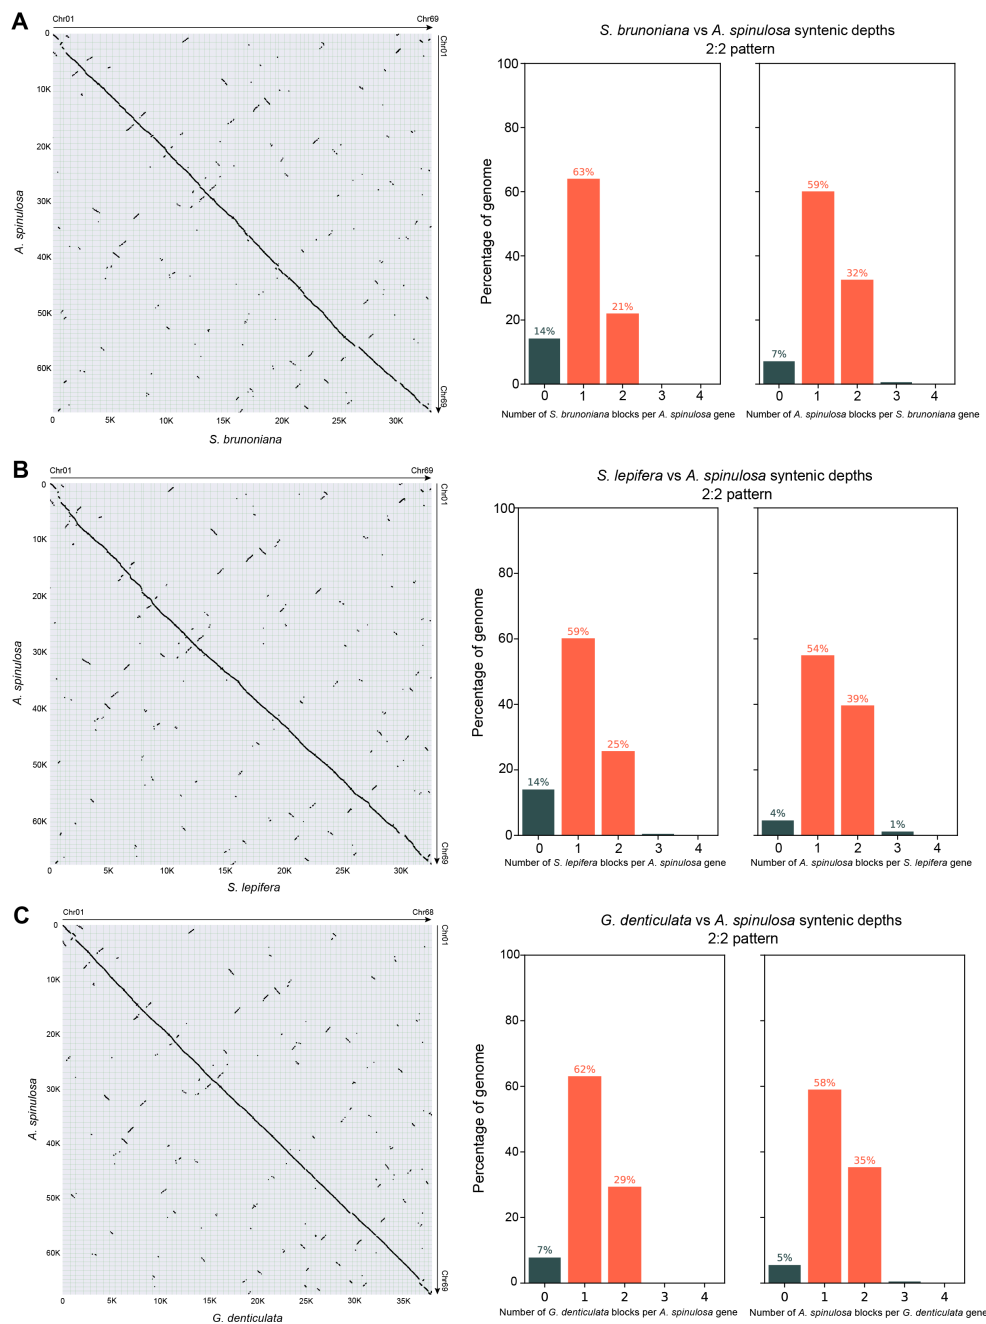 A
Chr01 Chr69
0
10K
20K
30K
40K
50K
60K
A. spinulosa
Chr01
Chr69
0 5K 10K 15K 20K 25K 30K
S. brunoniana
S. brunoniana vs A. spinulosa syntenic depths
2:2 pattern
Percentage of genome
100
80
60
40
20
0
14%
63%
21%
0 1 2 3 4
Number of S. brunoniana blocks per A. spinulosa gene
7%
59%
32%
0 1 2 3 4
Number of A. spinulosa blocks per S. brunoniana gene
B
Chr01 Chr69
0
10K
20K
30K
40K
50K
60K
A. spinulosa
Chr01
Chr69
0 5K 10K 15K 20K 25K 30K
S. lepifera
S. lepifera vs A. spinulosa syntenic depths
2:2 pattern
Percentage of genome
100
80
60
40
20
0
14%
59%
25%
0 1 2 3 4
Number of S. lepifera blocks per A. spinulosa gene
4%
54%
39%
1%
0 1 2 3 4
Number of A. spinulosa blocks per S. lepifera gene
C
Chr01 Chr68
0
10K
20K
30K
40K
50K
60K
A. spinulosa
Chr01
Chr69
0 5K 10K 15K 20K 25K 30K 35K
G. denticulata
G. denticulata vs A. spinulosa syntenic depths
2:2 pattern
Percentage of genome
100
80
60
40
20
0
7%
62%
29%
0 1 2 3 4
Number of G. denticulata blocks per A. spinulosa gene
5%
58%
35%
0 1 2 3 4
Number of A. spinulosa blocks per G. denticulata gene